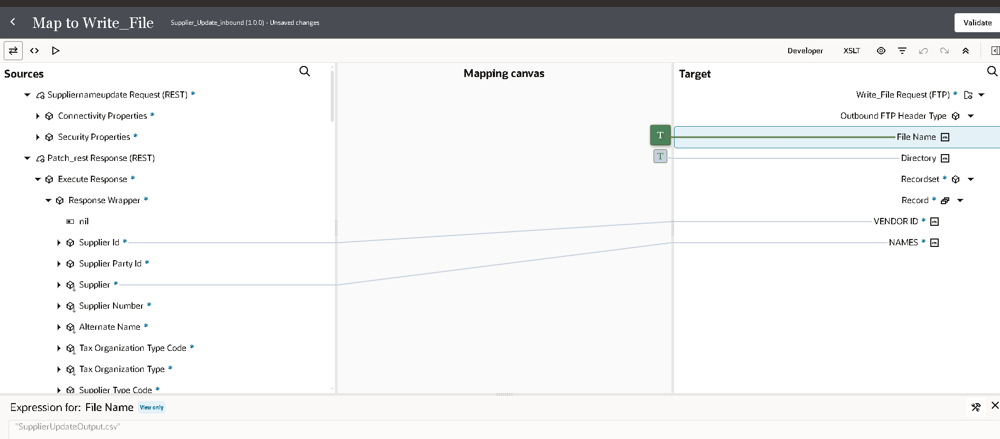 Map to Write_File
Supplier_Update_inbound (1.0.0) - Unsaved changes
Validate
Developer
XSLT
Sources
Mapping canvas
Target
Suppliernameupdate Request (REST) *
Connectivity Properties *
Security Properties *
Patch_rest Response (REST)
Execute Response *
Response Wrapper *
nil
Supplier Id *
Supplier Party Id *
Supplier *
Supplier Number *
Alternate Name *
Tax Organization Type Code *
Tax Organization Type *
Supplier Type Code *
T
T
Write_File Request (FTP) *
Outbound FTP Header Type
File Name
Directory
Recordset *
Record *
VENDOR ID *
NAMES *
Expression for: File Name View only
"SupplierUpdateOutput.csv"